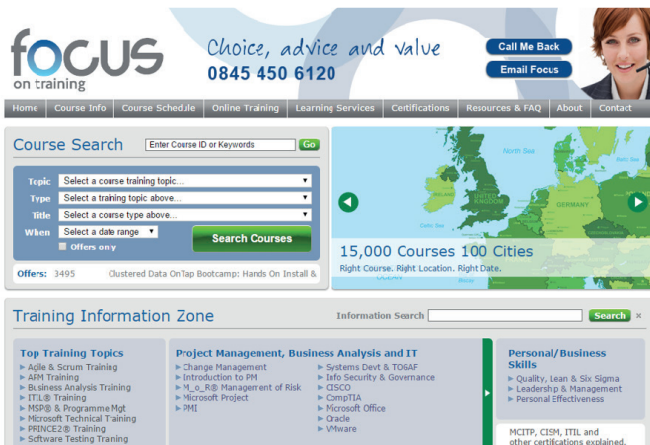 focus
on training
Choice, advice and value
0845 450 6120
Call Me Back
Email Focus
Home Course Info Course Schedule Online Training Learning Services Certifications Resources & FAQ About Contact
Course Search Enter Course ID or Keywords Go
Topic Select a course training topic...
Type Select a training topic above...
Title Select a course type above...
When Select a date range
Offers only
Search Courses
Offers: 3495 Clustered Data OnTap Bootcamp: Hands On Install &
North Sea
Baltic Sea
IRELAND
UNITED KINGDOM
GERMANY
Celtic Sea
15,000 Courses 100 Cities
Right Course. Right Location. Right Date.
OCEAN
Training Information Zone Information Search Search ×
Top Training Topics
Agile & Scrum Training
APM Training
Business Analysis Training
ITIL® Training
MSP® & Programme Mgt
Microsoft Technical Training
PRINCE2® Training
Software Testing Training
Project Management, Business Analysis and IT
Change Management
Introduction to PM
M_o_R® Management of Risk
Microsoft Project
PMI
Systems Devt & TOGAF
Info Security & Governance
CISCO
CompTIA
Microsoft Office
Oracle
VMware
Personal/Business
Skills
Quality, Lean & Six Sigma
Leadership & Management
Personal Effectiveness
MCITP, CISM, ITIL and
other certifications explained.